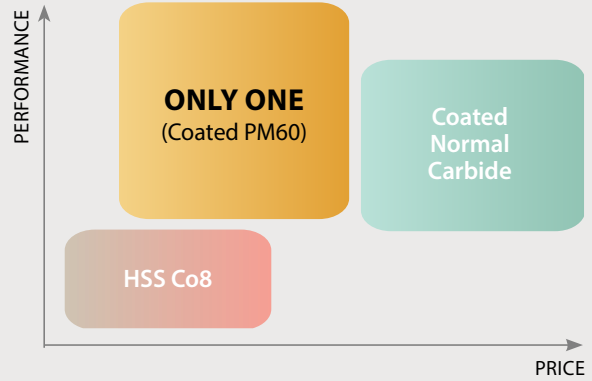 PERFORMANCE
ONLY ONE
(Coated PM60)
Coated
Normal
Carbide
HSS Co8
PRICE